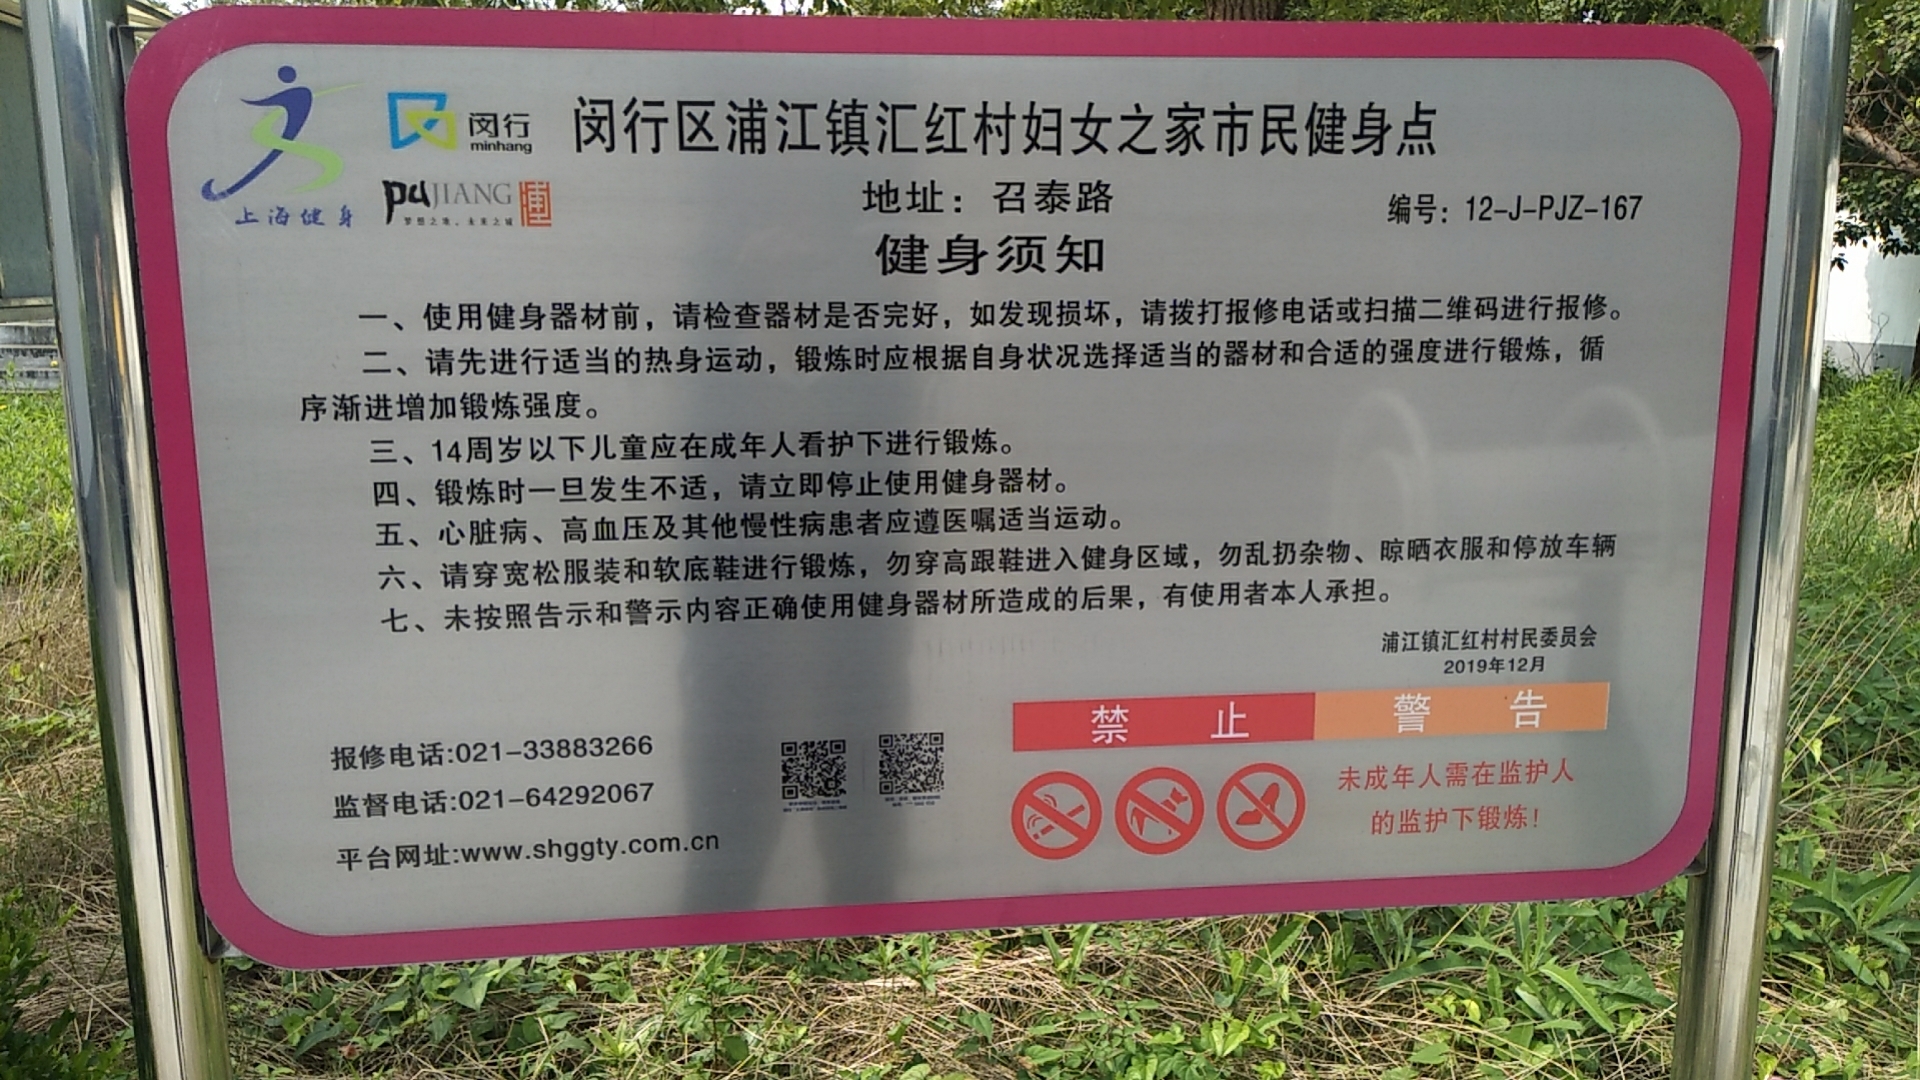 闵行区浦江镇汇红村妇女之家市民健身点
闵行
minhang
上海健身
PUJIANG 浦
梦想之城,未来之城
地址：召泰路
编号：12-J-PJZ-167
健身须知
一、使用健身器材前，请检查器材是否完好，如发现损坏，请拨打报修电话或扫描二维码进行报修。
二、请先进行适当的热身运动，锻炼时应根据自身状况选择适当的器材和合适的强度进行锻炼，循
序渐进增加锻炼强度。
三、14周岁以下儿童应在成年人看护下进行锻炼。
四、锻炼时一旦发生不适，请立即停止使用健身器材。
五、心脏病、高血压及其他慢性病患者应遵医嘱适当运动。
六、请穿宽松服装和软底鞋进行锻炼，勿穿高跟鞋进入健身区域，勿乱扔杂物、晾晒衣服和停放车辆
七、未按照告示和警示内容正确使用健身器材所造成的后果，有使用者本人承担。
浦江镇汇红村村民委员会
2019年12月
报修电话:021-33883266
监督电话:021-64292067
平台网址:www.shggty.com.cn
禁止
警告
未成年人需在监护人
的监护下锻炼！